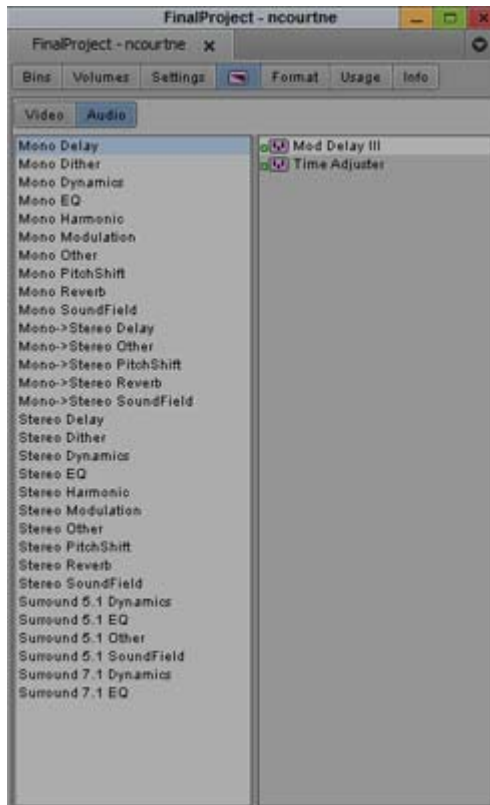 FinalProject - ncourtne
FinalProject - ncourtne x
Bins Volumes Settings Format Usage Info
Video Audio
Mono Delay
Mono Dither
Mono Dynamics
Mono EQ
Mono Harmonic
Mono Modulation
Mono Other
Mono PitchShift
Mono Reverb
Mono SoundField
Mono->Stereo Delay
Mono->Stereo Other
Mono->Stereo PitchShift
Mono->Stereo Reverb
Mono->Stereo SoundField
Stereo Delay
Stereo Dither
Stereo Dynamics
Stereo EQ
Stereo Harmonic
Stereo Modulation
Stereo Other
Stereo PitchShift
Stereo Reverb
Stereo SoundField
Surround 5.1 Dynamics
Surround 5.1 EQ
Surround 5.1 Other
Surround 5.1 SoundField
Surround 7.1 Dynamics
Surround 7.1 EQ
Mod Delay III
Time Adjuster